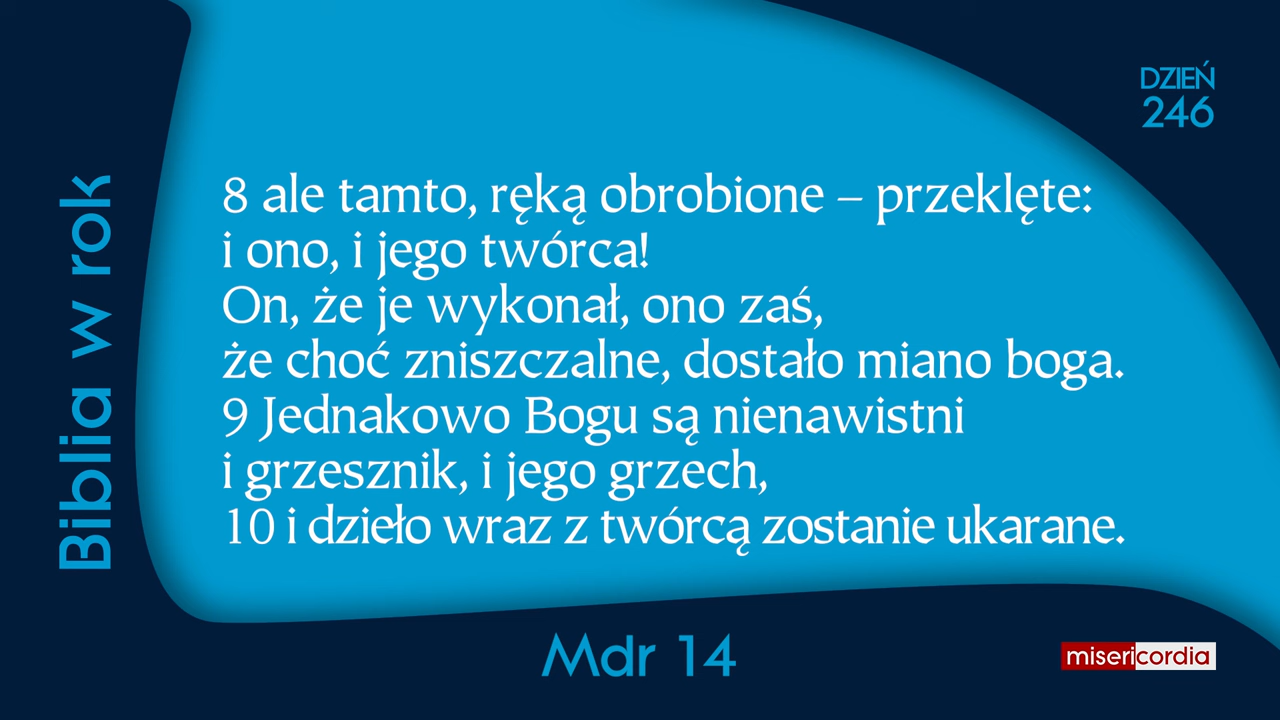 Biblia w rok
DZIEŃ
246
8 ale tamto, ręką obrobione – przeklęte:
i ono, i jego twórca!
On, że je wykonał, ono zaś,
że choć zniszczalne, dostało miano boga.
9 Jednakowo Bogu są nienawistni
i grzesznik, i jego grzech,
10 i dzieło wraz z twórcą zostanie ukarane.
Mdr 14
misericordia